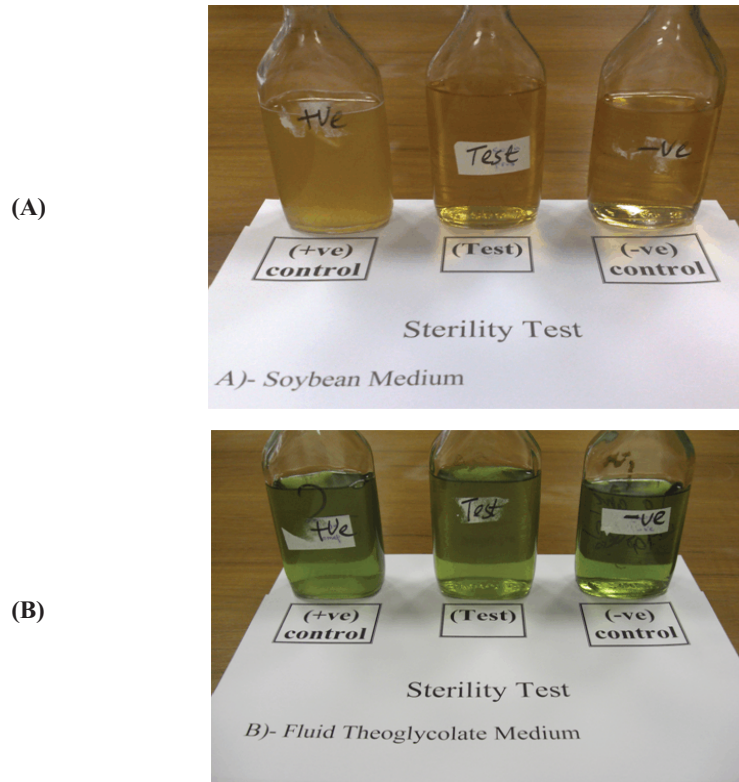 (A)
+ve
Test
-ve
(+ve)
control
(Test)
(-ve)
control
Sterility Test
A)- Soybean Medium
(B)
+ve
Test
-ve
(+ve)
control
(Test)
(-ve)
control
Sterility Test
B)- Fluid Theoglycolate Medium